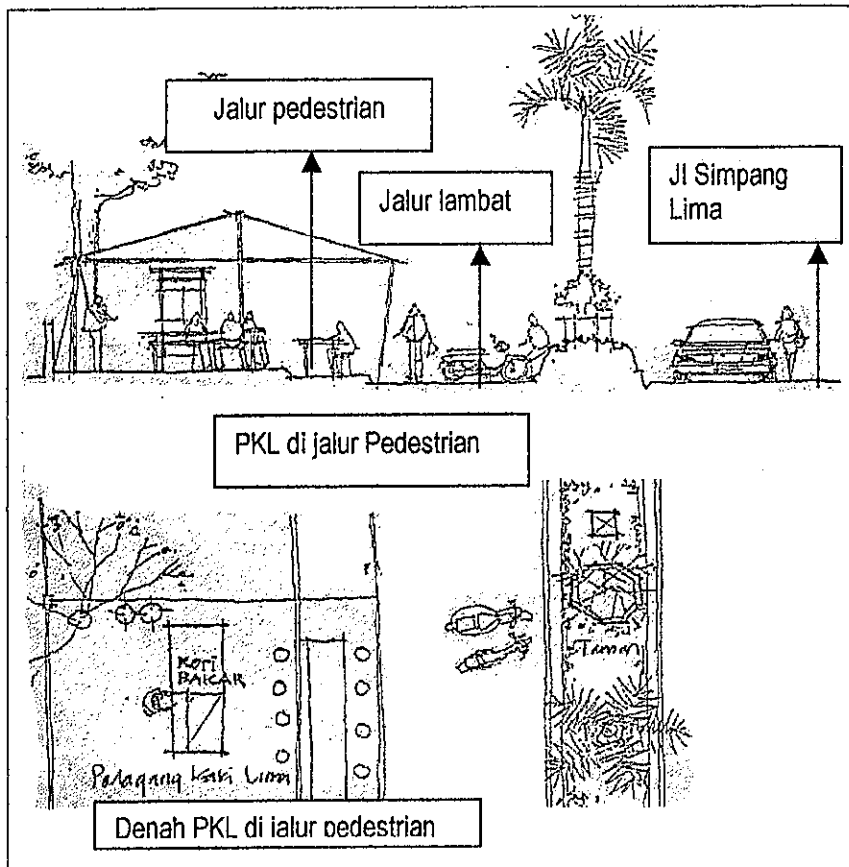 Jalur pedestrian
Jalur lambat
Jl Simpang
Lima
PKL di jalur Pedestrian
Roti
BAKAR
Taman
Pedagang kaki Lima
Denah PKL di jalur pedestrian